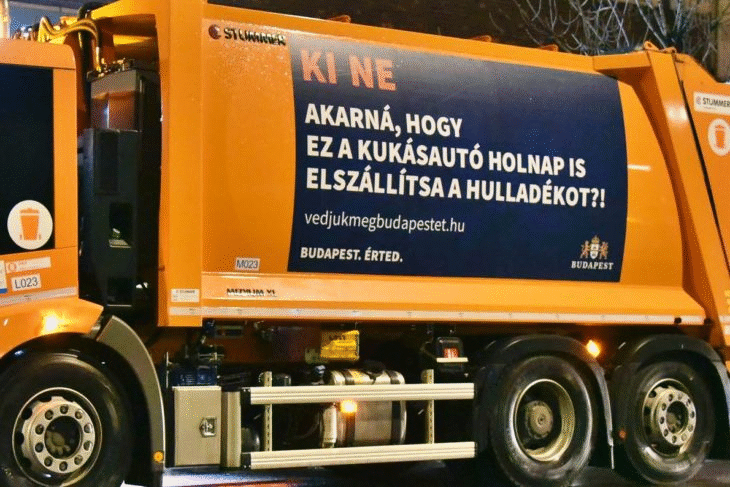 STUMMER
KI NE
AKARNÁ, HOGY
EZ A KUKÁSAUTÓ HOLNAP IS
ELSZÁLLÍTSA A HULLADÉKOT?!
vedjukmegbudapestet.hu
BUDAPEST. ÉRTED.
BUDAPEST
STUMMER
M023
L023
MEDIUM XL